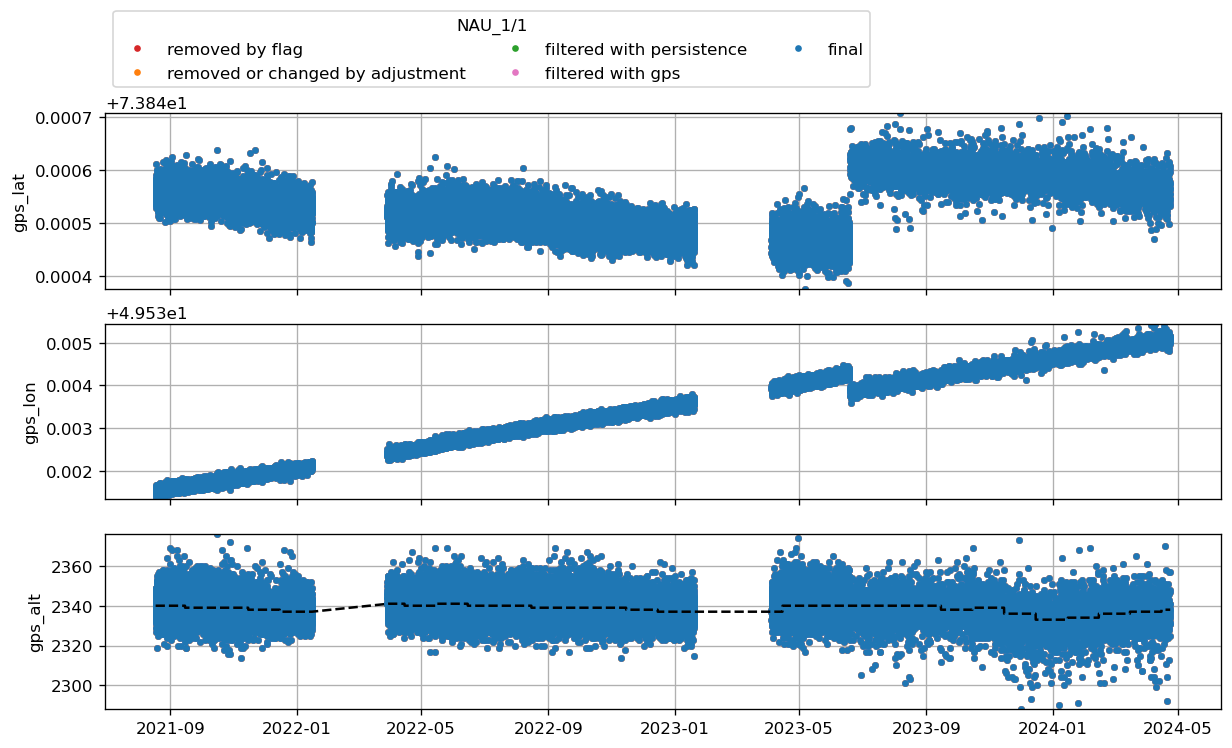 NAU_1/1
removed by flag
removed or changed by adjustment
filtered with persistence
filtered with gps
final
+7.384e1
0.0007
0.0006
0.0005
0.0004
gps_lat
+4.953e1
0.005
0.004
0.003
0.002
gps_lon
2360
2340
2320
2300
gps_alt
2021-09 2022-01 2022-05 2022-09 2023-01 2023-05 2023-09 2024-01 2024-05